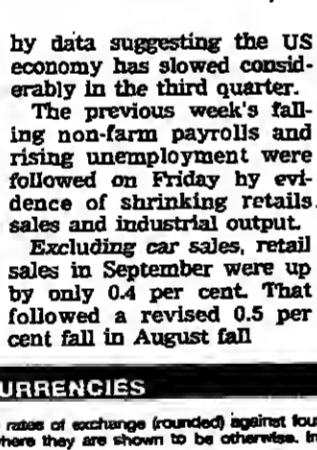 by data suggesting the US
economy has slowed consid-
erably in the third quarter.
The previous week's fall-
ing non-farm payrolls and
rising unemployment were
followed on Friday by evi-
dence of shrinking retails
sales and industrial output.
Excluding car sales, retail
sales in September were up
by only 0.4 per cent. That
followed a revised 0.5 per
cent fall in August fall
URRENCIES
rates of exchange (rounded) against four
where they are shown to be otherwise. In